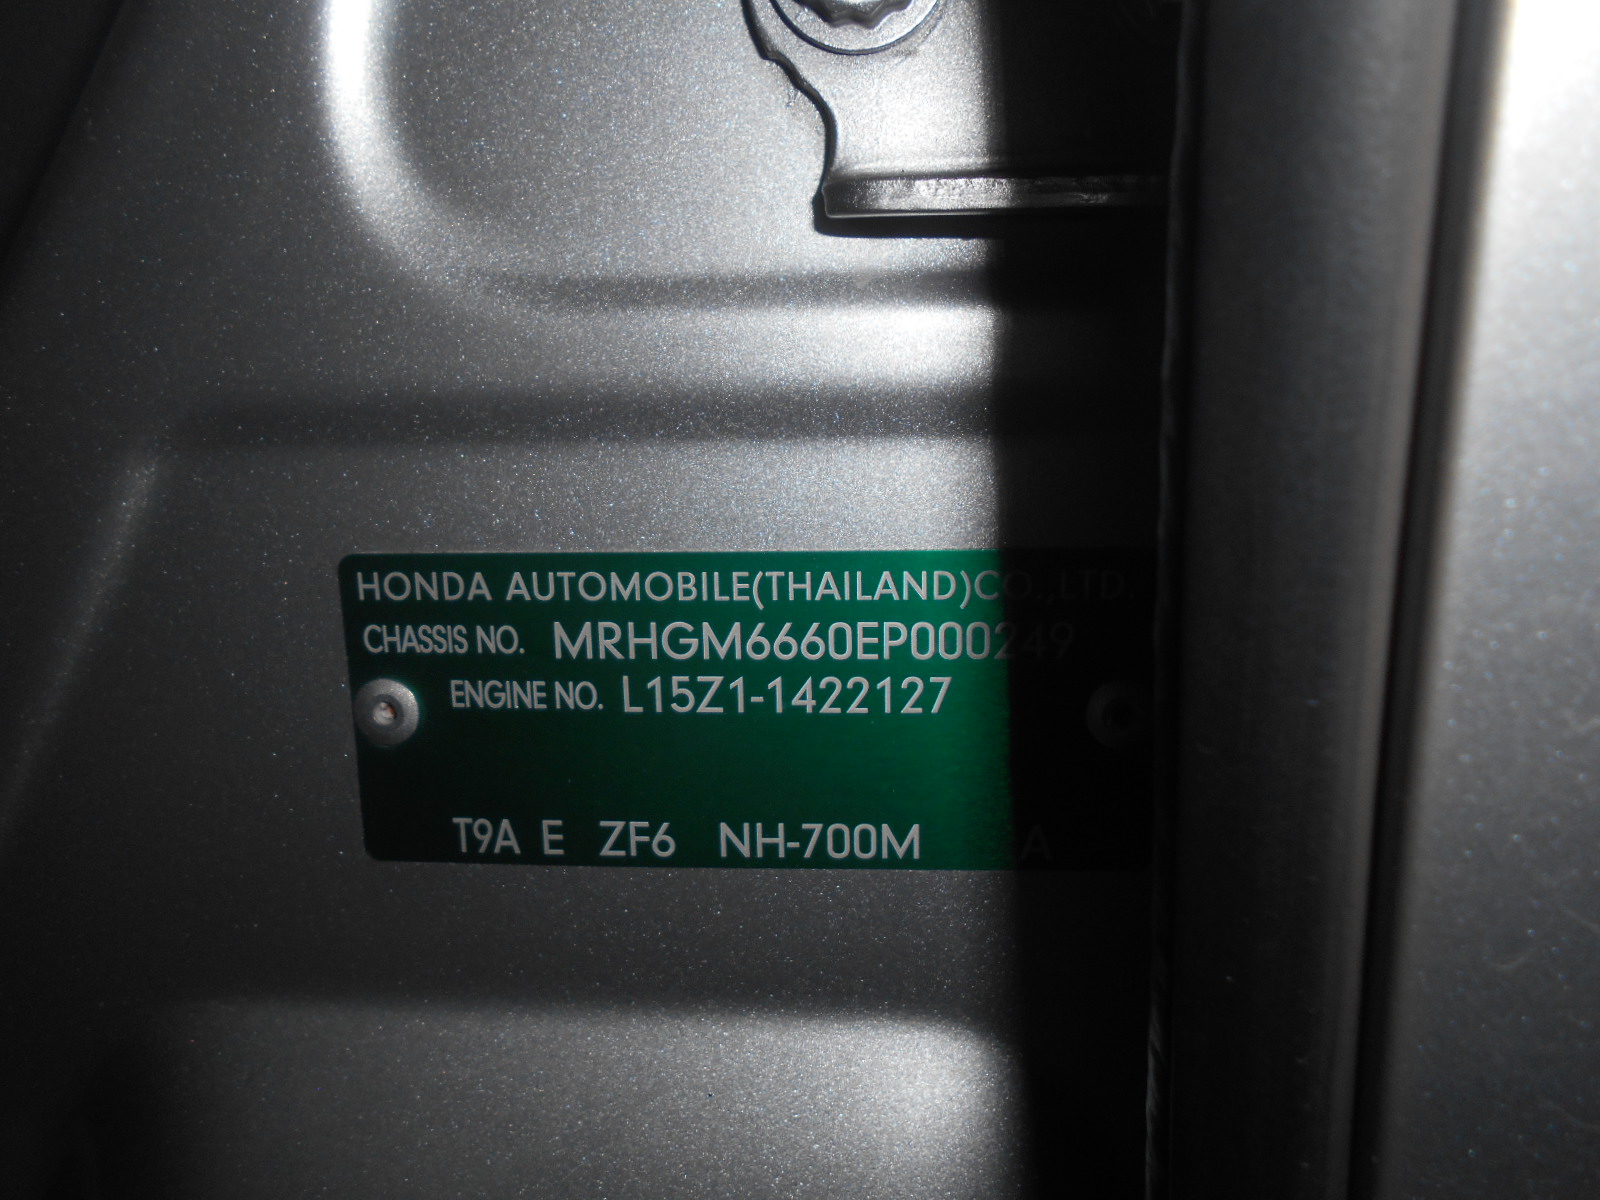 HONDA AUTOMOBILE(THAILAND)CO.,LTD.
CHASSIS NO. MRHGM6660EP000249
ENGINE NO. L15Z1-1422127
T9A E ZF6 NH-700M A